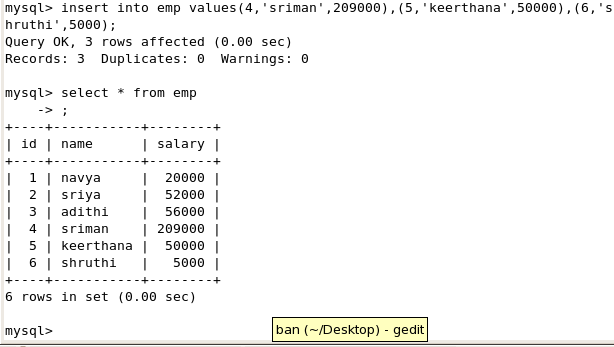 mysql> insert into emp values(4,'sriman',209000),(5,'keerthana',50000),(6,'s
hruthi',5000);
Query OK, 3 rows affected (0.00 sec)
Records: 3  Duplicates: 0  Warnings: 0
mysql> select * from emp
    -> ;
+----+-----------+--------+
| id | name      | salary |
+----+-----------+--------+
|  1 | navya     |  20000 |
|  2 | sriya     |  52000 |
|  3 | adithi    |  56000 |
|  4 | sriman    | 209000 |
|  5 | keerthana |  50000 |
|  6 | shruthi   |   5000 |
+----+-----------+--------+
6 rows in set (0.00 sec)
mysql>
ban (~/Desktop) - gedit